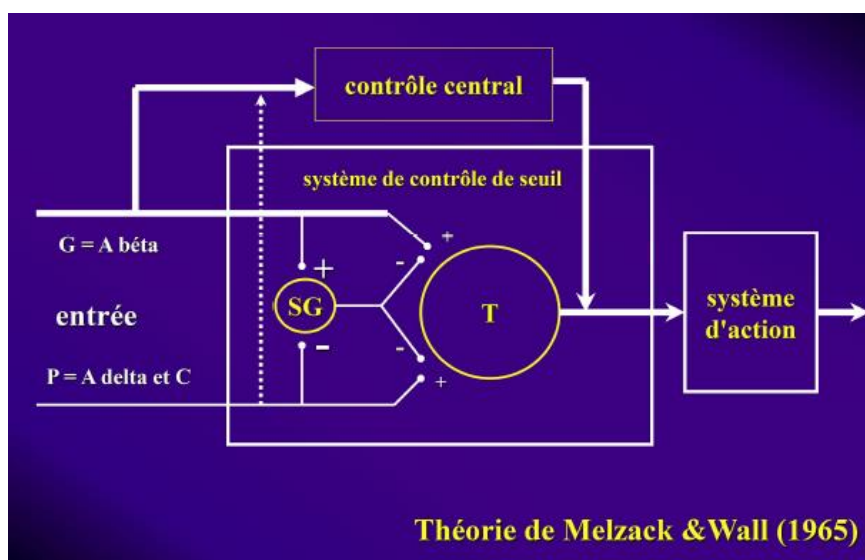 contrôle central
système de contrôle de seuil
G = A béta
+
-
+
SG
T
entrée
système
d'action
-
-
P = A delta et C
+
Théorie de Melzack &Wall (1965)